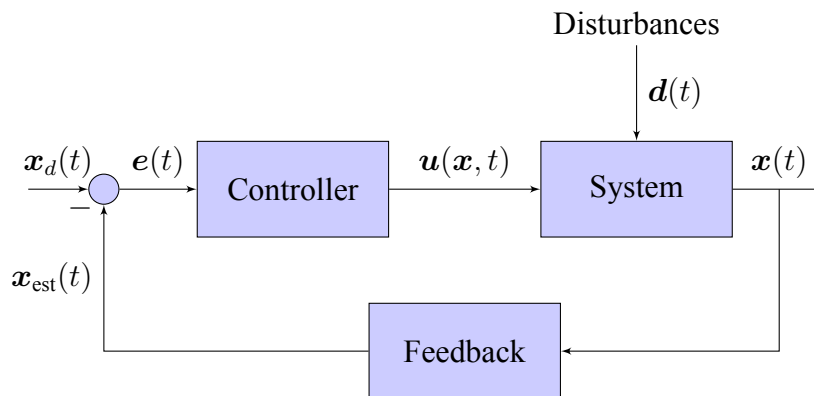 Disturbances
d(t)
x_d(t)
e(t)
Controller
u(x, t)
System
x(t)
−
x_est(t)
Feedback